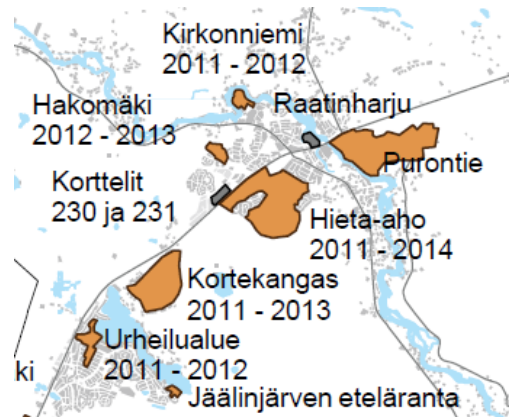 Kirkonniemi
2011 - 2012
Hakomäki
2012 - 2013
Raatinharju
Purontie
Korttelit
230 ja 231
Hieta-aho
2011 - 2014
Kortekangas
2011 - 2013
Urheilualue
2011 - 2012
ki
Jäälinjärven eteläranta